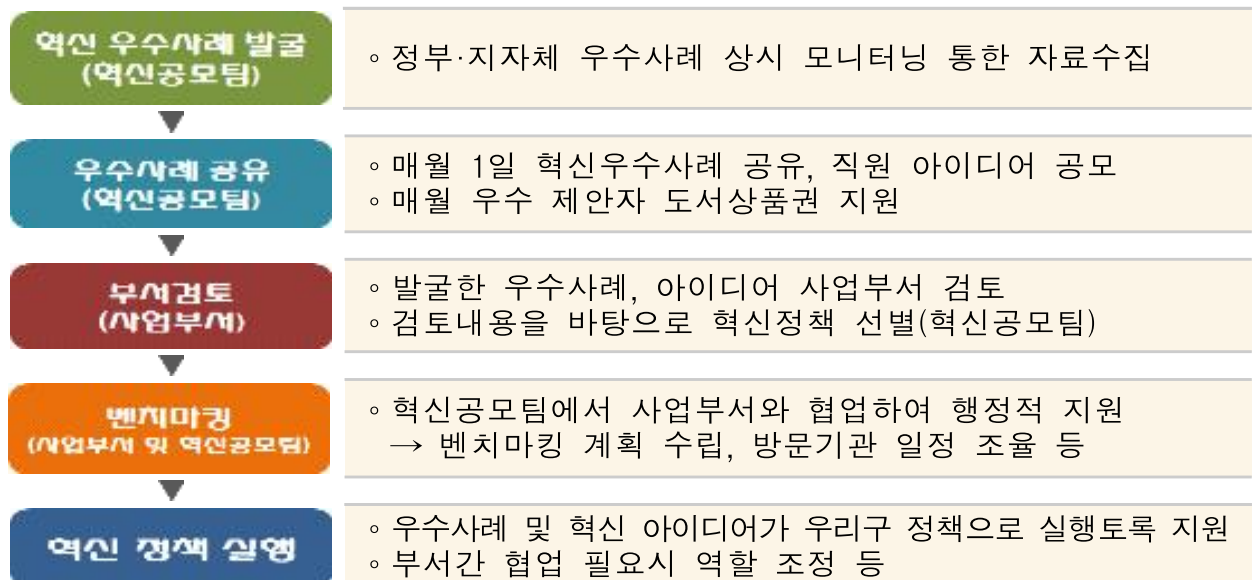 혁신 우수사례 발굴
(혁신공모팀)
◦ 정부·지자체 우수사례 상시 모니터닝 통한 자료수집
우수사례 공유
(혁신공모팀)
◦ 매월 1일 혁신우수사례 공유, 직원 아이디어 공모
◦ 매월 우수 제안자 도서상품권 지원
부서검토
(사업부서)
◦ 발굴한 우수사례, 아이디어 사업부서 검토
◦ 검토내용을 바탕으로 혁신정책 선별(혁신공모팀)
벤치마킹
(사업부서 및 혁신공모팀)
◦ 혁신공모팀에서 사업부서와 협업하여 행정적 지원
→ 벤치마킹 계획 수립, 방문기관 일정 조율 등
혁신 정책 실행
◦ 우수사례 및 혁신 아이디어가 우리구 정책으로 실행토록 지원
◦ 부서간 협업 필요시 역할 조정 등